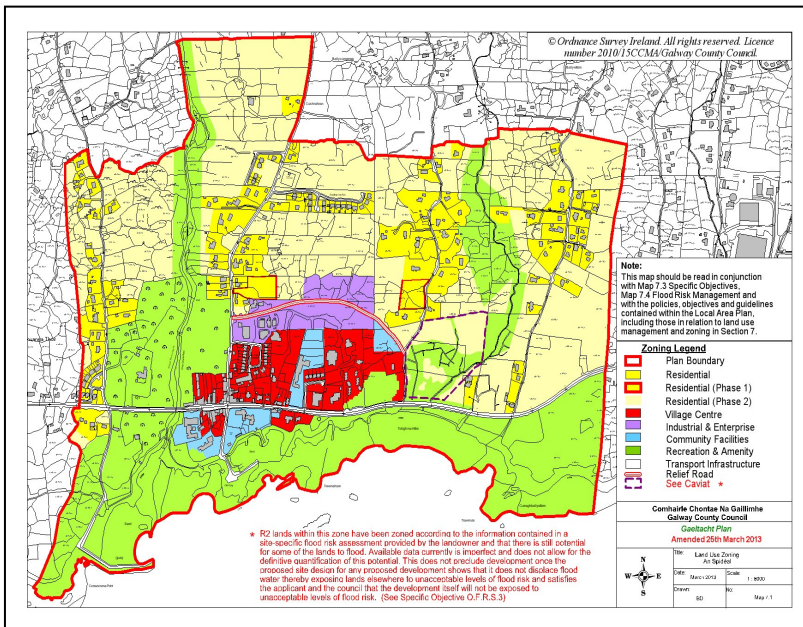 © Ordnance Survey Ireland. All rights reserved. Licence
number 2010/15CCMA/Galway County Council.
Note:
This map should be read in conjunction
with Map 7.3 Specific Objectives,
Map 7.4 Flood Risk Management and
with the policies, objectives and guidelines
contained within the Local Area Plan,
including those in relation to land use
management and zoning in Section 7.
Zoning Legend
Plan Boundary
Residential
Residential (Phase 1)
Residential (Phase 2)
Village Centre
Industrial & Enterprise
Community Facilities
Recreation & Amenity
Transport Infrastructure
Relief Road
See Caviat *
Comhairle Chontae Na Gaillimhe
Galway County Council
Gaeltacht Plan
Amended 25th March 2013
Title: Land Use Zoning
An Spidéal
Date: March 2013
Scale: 1 : 8000
Drawn: BD
No: Map 7.1
N
W E
S
* R2 lands within this zone have been zoned according to the information contained in a
site-specific flood risk assessment provided by the landowner and that there is still potential
for some of the lands to flood. Available data currently is imperfect and does not allow for the
definitive quantification of this potential. This does not preclude development once the
proposed site design for any proposed development shows that it does not displace flood
water thereby exposing lands elsewhere to unacceptable levels of flood risk and satisfies
the applicant and the council that the development itself will not be exposed to
unacceptable levels of flood risk. (See Specific Objective O.F.R.S.3)